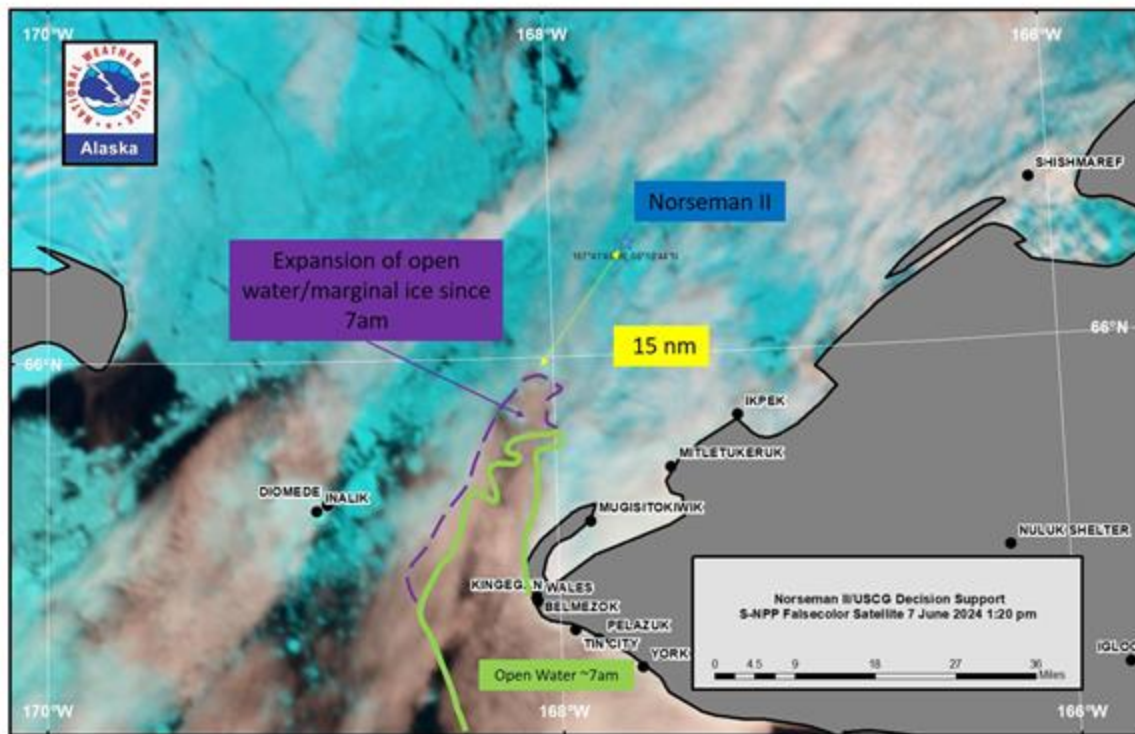 170°W
168°W
166°W
NATIONAL WEATHER SERVICE
Alaska
SHISHMAREF
Norseman II
Expansion of open
water/marginal ice since
7am
15 nm
66°N
66°N
IKPEK
MITLETUKERUK
DIOMEDE
INALIK
MUGISITOKIWIK
NULUK SHELTER
KINGEGAN
WALES
BELMEZOK
PELAZUK
TIN CITY
YORK
Open Water ~7am
Norseman II/USCG Decision Support
S-NPP Falsecolor Satellite 7 June 2024 1:20 pm
0 4.5 9 18 27 36
Miles
IGLOO
170°W
168°W
166°W